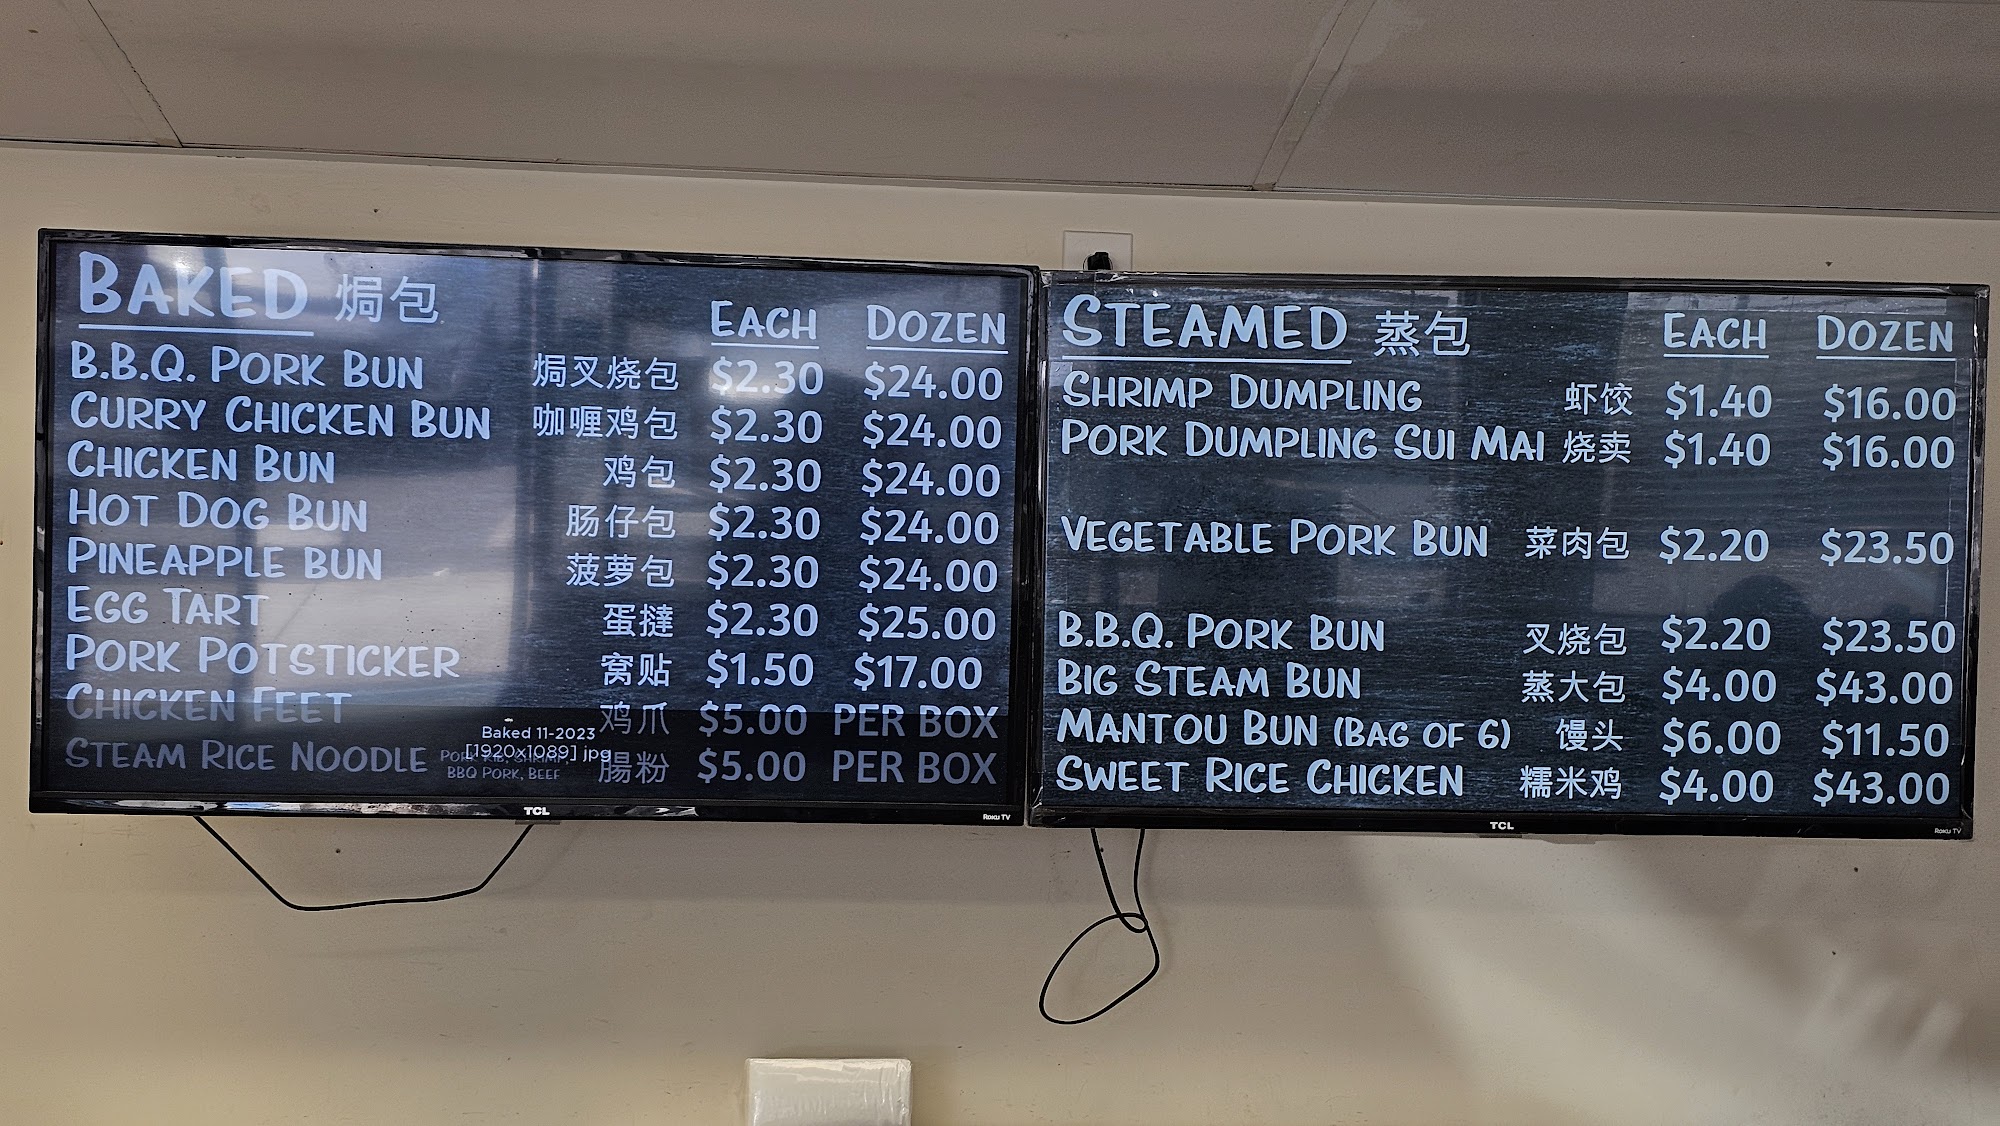 BAKED 焗包 EACH DOZEN
B.B.Q. PORK BUN 焗叉烧包 $2.30 $24.00
CURRY CHICKEN BUN 咖喱鸡包 $2.30 $24.00
CHICKEN BUN 鸡包 $2.30 $24.00
HOT DOG BUN 肠仔包 $2.30 $24.00
PINEAPPLE BUN 菠萝包 $2.30 $24.00
EGG TART 蛋撻 $2.30 $25.00
PORK POTSTICKER 窝贴 $1.50 $17.00
CHICKEN FEET 鸡爪 $5.00 PER BOX
Baked 11-2023
[1920x1089] jpg
STEAM RICE NOODLE PORK RIB, SHRIMP, 腸粉 $5.00 PER BOX
BBQ PORK, BEEF
TCL
ROKU TV
STEAMED 蒸包 EACH DOZEN
SHRIMP DUMPLING 虾饺 $1.40 $16.00
PORK DUMPLING SUI MAI 烧卖 $1.40 $16.00
VEGETABLE PORK BUN 菜肉包 $2.20 $23.50
B.B.Q. PORK BUN 叉烧包 $2.20 $23.50
BIG STEAM BUN 蒸大包 $4.00 $43.00
MANTOU BUN (BAG OF 6) 馒头 $6.00 $11.50
SWEET RICE CHICKEN 糯米鸡 $4.00 $43.00
TCL
ROKU TV